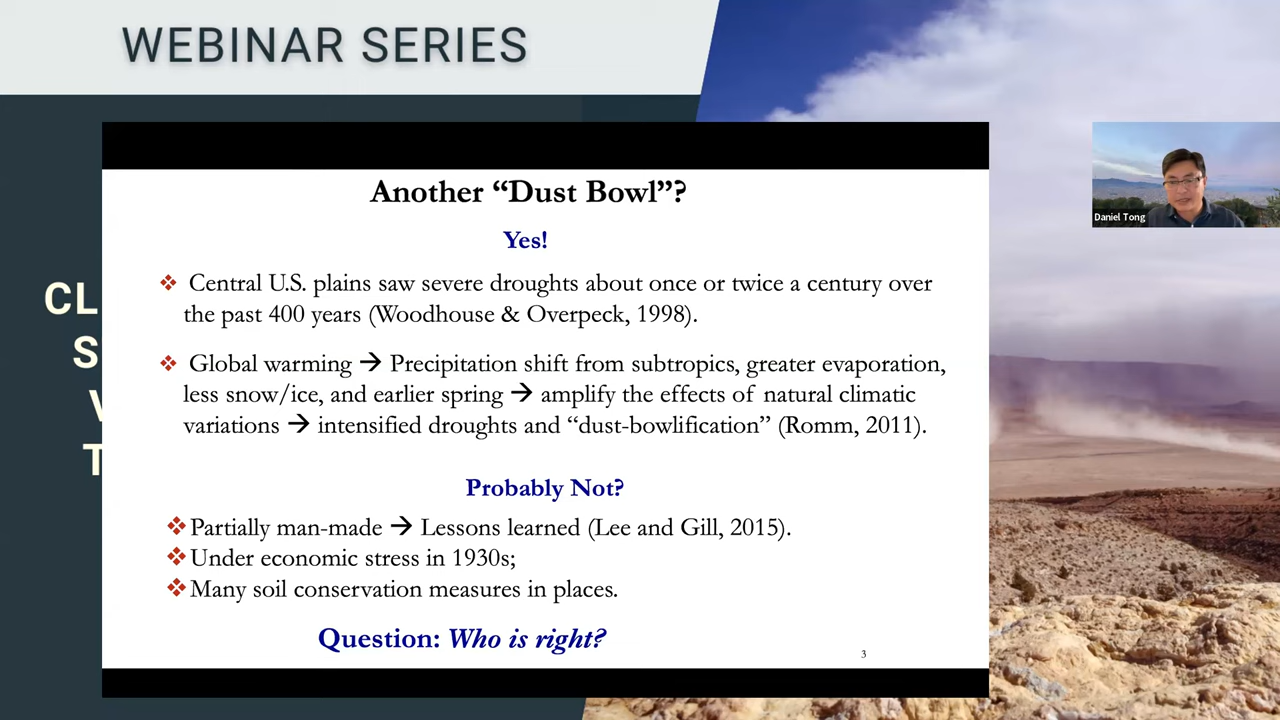 WEBINAR SERIES
CL
S
T
Another “Dust Bowl”?
Yes!
❖ Central U.S. plains saw severe droughts about once or twice a century over
the past 400 years (Woodhouse & Overpeck, 1998).
❖ Global warming → Precipitation shift from subtropics, greater evaporation,
less snow/ice, and earlier spring → amplify the effects of natural climatic
variations → intensified droughts and “dust-bowlification” (Romm, 2011).
Probably Not?
❖Partially man-made → Lessons learned (Lee and Gill, 2015).
❖Under economic stress in 1930s;
❖Many soil conservation measures in places.
Question: Who is right?
3
Daniel Tong